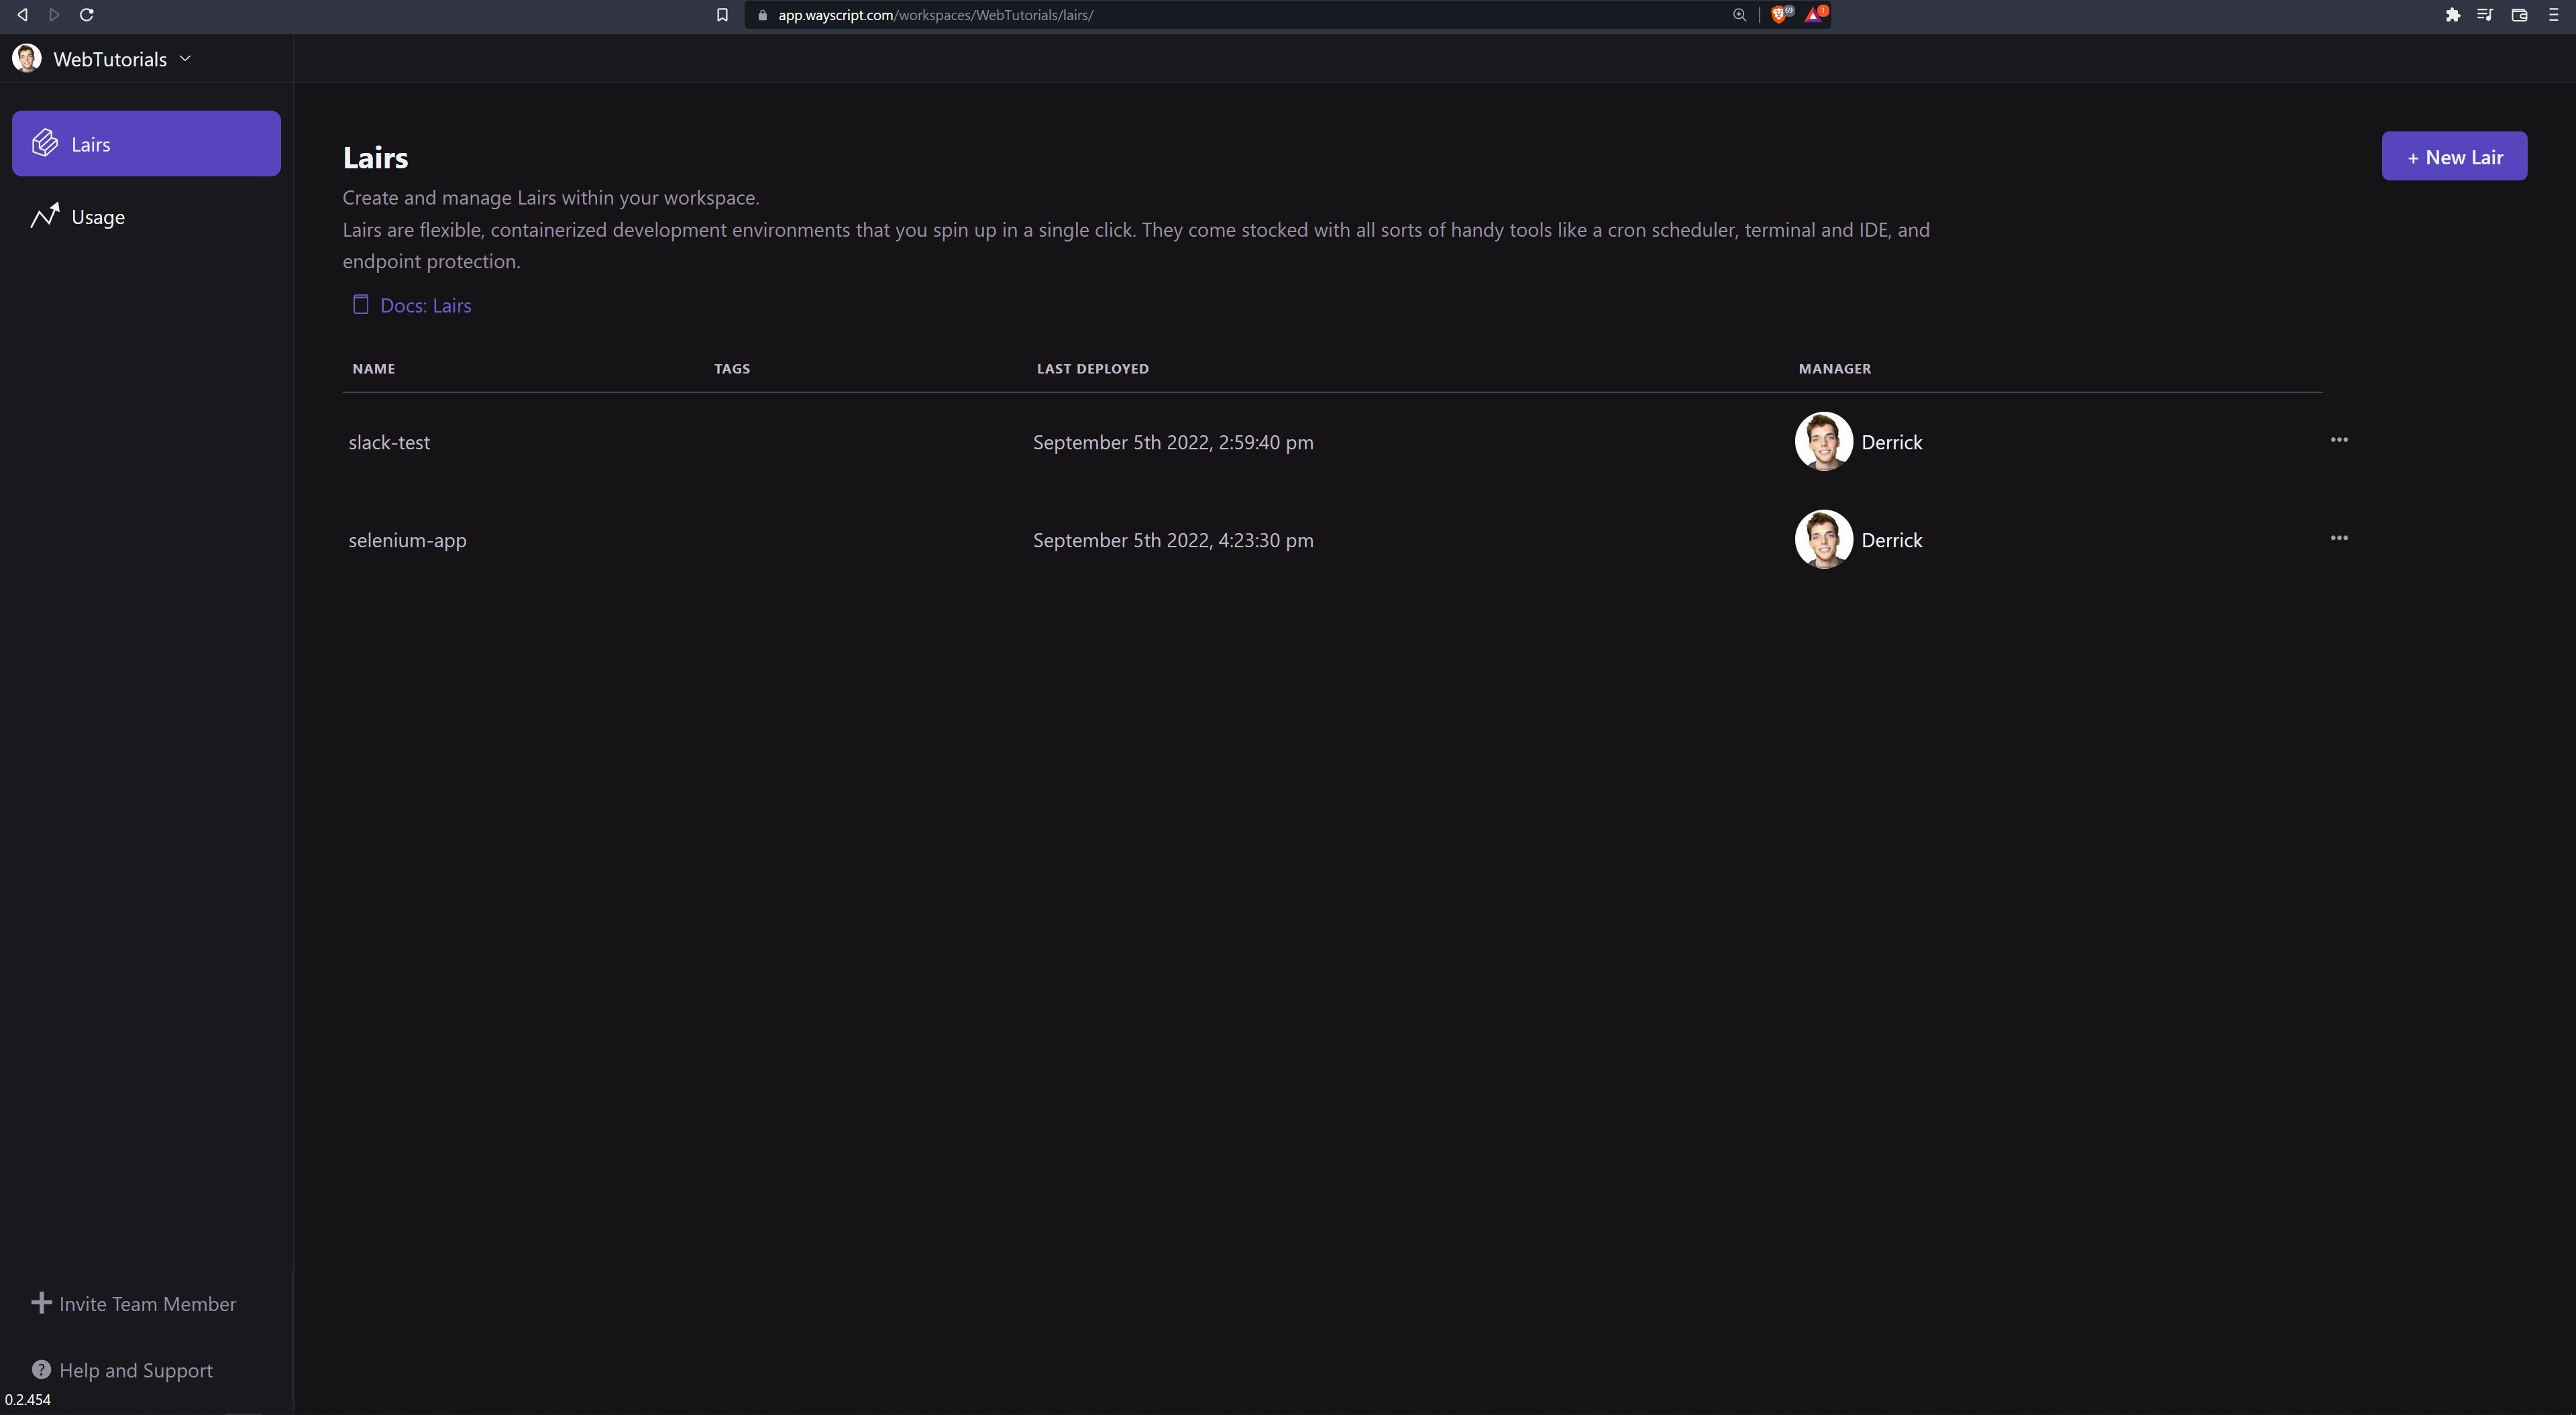 app.wayscript.com/workspaces/WebTutorials/lairs/
69
1
WebTutorials
Lairs
Usage
Lairs
+ New Lair
Create and manage Lairs within your workspace.
Lairs are flexible, containerized development environments that you spin up in a single click. They come stocked with all sorts of handy tools like a cron scheduler, terminal and IDE, and
endpoint protection.
Docs: Lairs
NAME TAGS LAST DEPLOYED MANAGER
slack-test September 5th 2022, 2:59:40 pm Derrick
selenium-app September 5th 2022, 4:23:30 pm Derrick
Invite Team Member
Help and Support
0.2.454